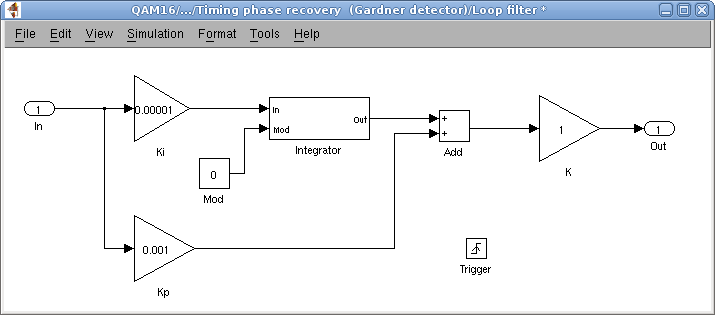 QAM16/.../Timing phase recovery (Gardner detector)/Loop filter *
File Edit View Simulation Format Tools Help
1
In
0.00001
Ki
In
Mod
Out
Integrator
0
Mod
+
+
Add
1
K
1
Out
0.001
Kp
Trigger